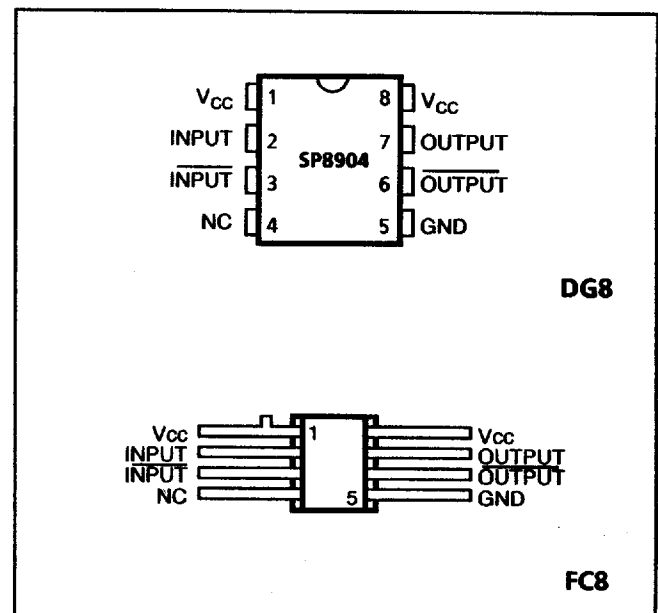 VCC 1 8 VCC
INPUT 2 7 OUTPUT
SP8904
INPUT 3 6 OUTPUT
NC 4 5 GND
DG8
VCC 1 VCC
INPUT OUTPUT
INPUT OUTPUT
NC 5 GND
FC8